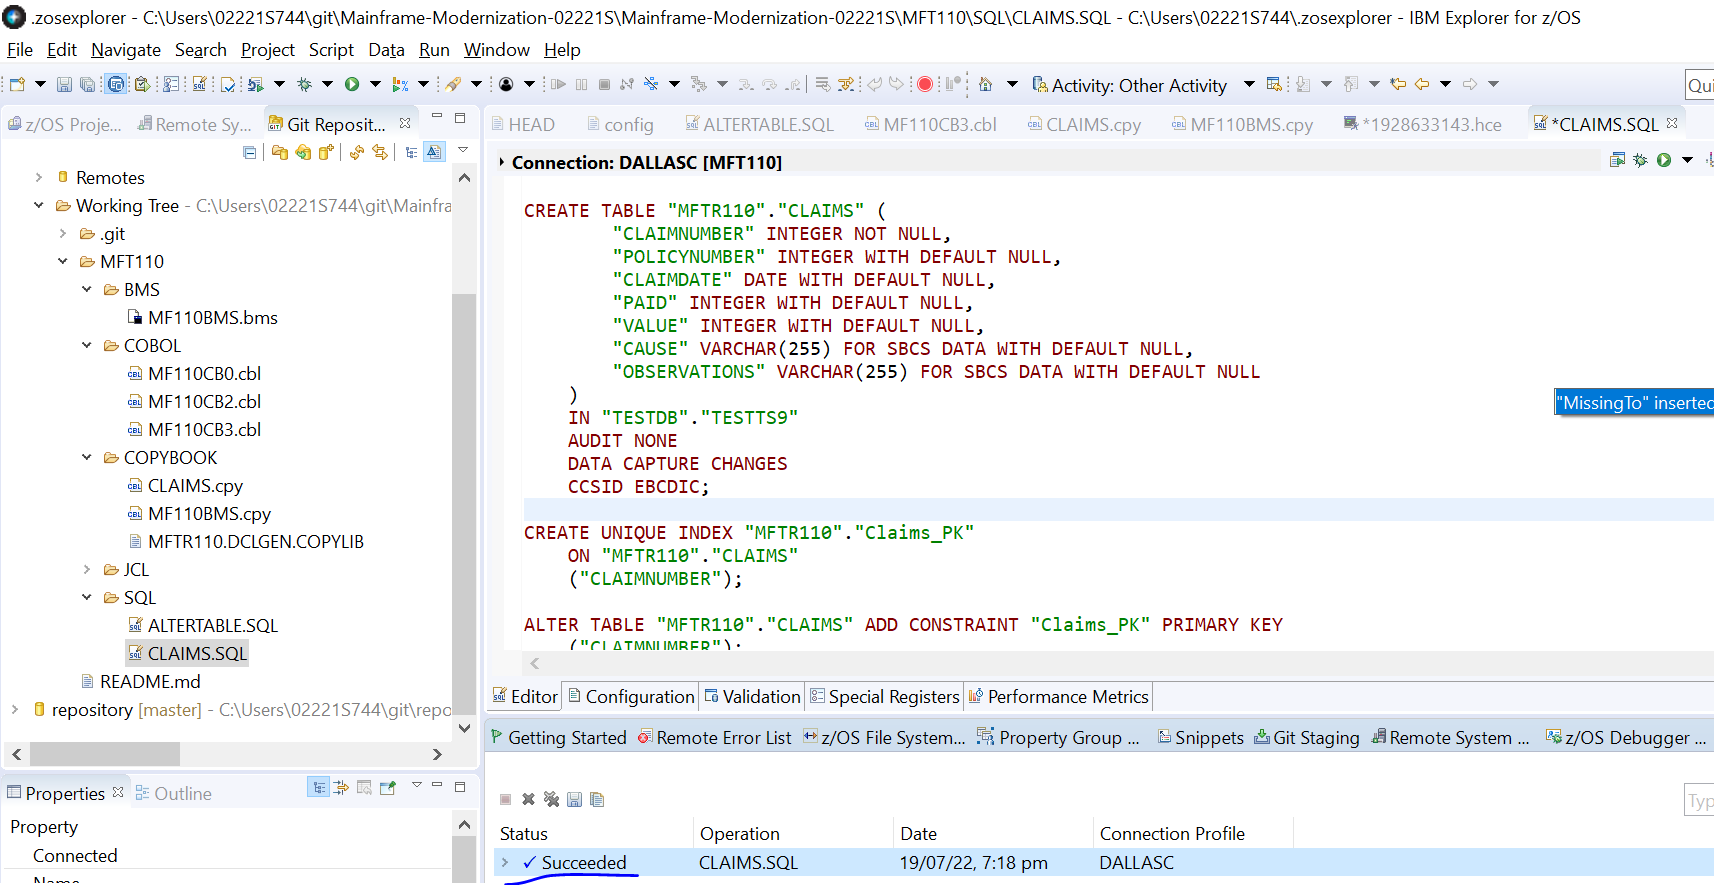 .zosexplorer - C:\Users\02221S744\git\Mainframe-Modernization-02221S\Mainframe-Modernization-02221S\MFT110\SQL\CLAIMS.SQL - C:\Users\02221S744\.zosexplorer - IBM Explorer for z/OS
File Edit Navigate Search Project Script Data Run Window Help
Activity: Other Activity
Qui
z/OS Proje... Remote Sy... Git Reposit...
HEAD config ALTERTABLE.SQL MF110CB3.cbl CLAIMS.cpy MF110BMS.cpy *1928633143.hce *CLAIMS.SQL
Remotes
Working Tree - C:\Users\02221S744\git\Mainfra
.git
MFT110
BMS
MF110BMS.bms
COBOL
MF110CB0.cbl
MF110CB2.cbl
MF110CB3.cbl
COPYBOOK
CLAIMS.cpy
MF110BMS.cpy
MFTR110.DCLGEN.COPYLIB
JCL
SQL
ALTERTABLE.SQL
CLAIMS.SQL
README.md
repository [master] - C:\Users\02221S744\git\repo
Connection: DALLASC [MFT110]
CREATE TABLE "MFTR110"."CLAIMS" (
"CLAIMNUMBER" INTEGER NOT NULL,
"POLICYNUMBER" INTEGER WITH DEFAULT NULL,
"CLAIMDATE" DATE WITH DEFAULT NULL,
"PAID" INTEGER WITH DEFAULT NULL,
"VALUE" INTEGER WITH DEFAULT NULL,
"CAUSE" VARCHAR(255) FOR SBCS DATA WITH DEFAULT NULL,
"OBSERVATIONS" VARCHAR(255) FOR SBCS DATA WITH DEFAULT NULL
)
IN "TESTDB"."TESTTS9"
AUDIT NONE
DATA CAPTURE CHANGES
CCSID EBCDIC;
CREATE UNIQUE INDEX "MFTR110"."Claims_PK"
ON "MFTR110"."CLAIMS"
("CLAIMNUMBER");
ALTER TABLE "MFTR110"."CLAIMS" ADD CONSTRAINT "Claims_PK" PRIMARY KEY
("CLAIMNUMBER");
"MissingTo" inserted
Editor Configuration Validation Special Registers Performance Metrics
Getting Started Remote Error List z/OS File System... Property Group ... Snippets Git Staging Remote System ... z/OS Debugger ...
Properties Outline
Property
Connected
Name
Typ
Status Operation Date Connection Profile
Succeeded CLAIMS.SQL 19/07/22, 7:18 pm DALLASC